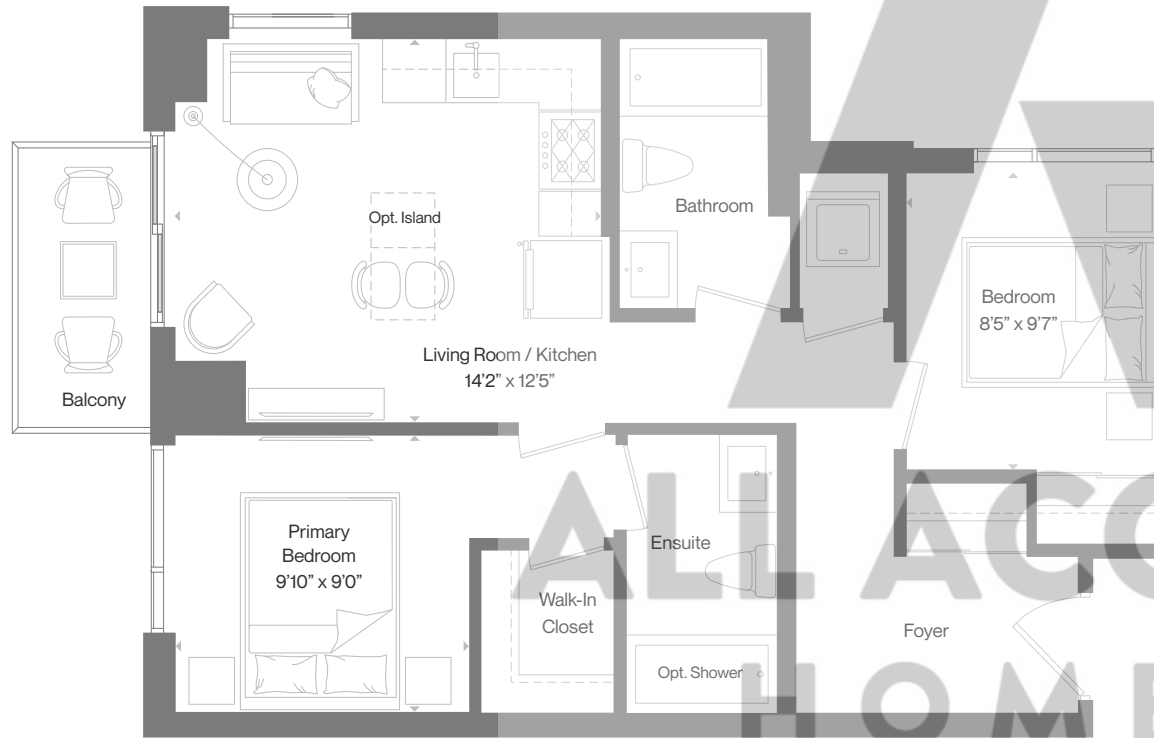 Opt. Island
Bathroom
Bedroom
8'5" x 9'7"
Living Room / Kitchen
14'2" x 12'5"
Balcony
Primary
Bedroom
9'10" x 9'0"
Ensuite
Walk-In
Closet
Foyer
Opt. Shower
ALL ACC
HOME